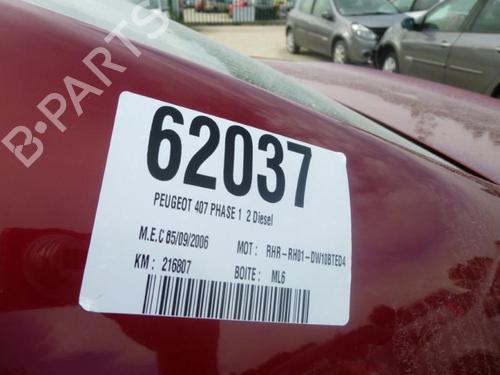 B-PARTS
62037
PEUGEOT 407 PHASE 1 2 Diesel
M.E.C 05/09/2006 MOT: RHR-RH01-DW10BTED4
KM: 216807 BOITE: ML6